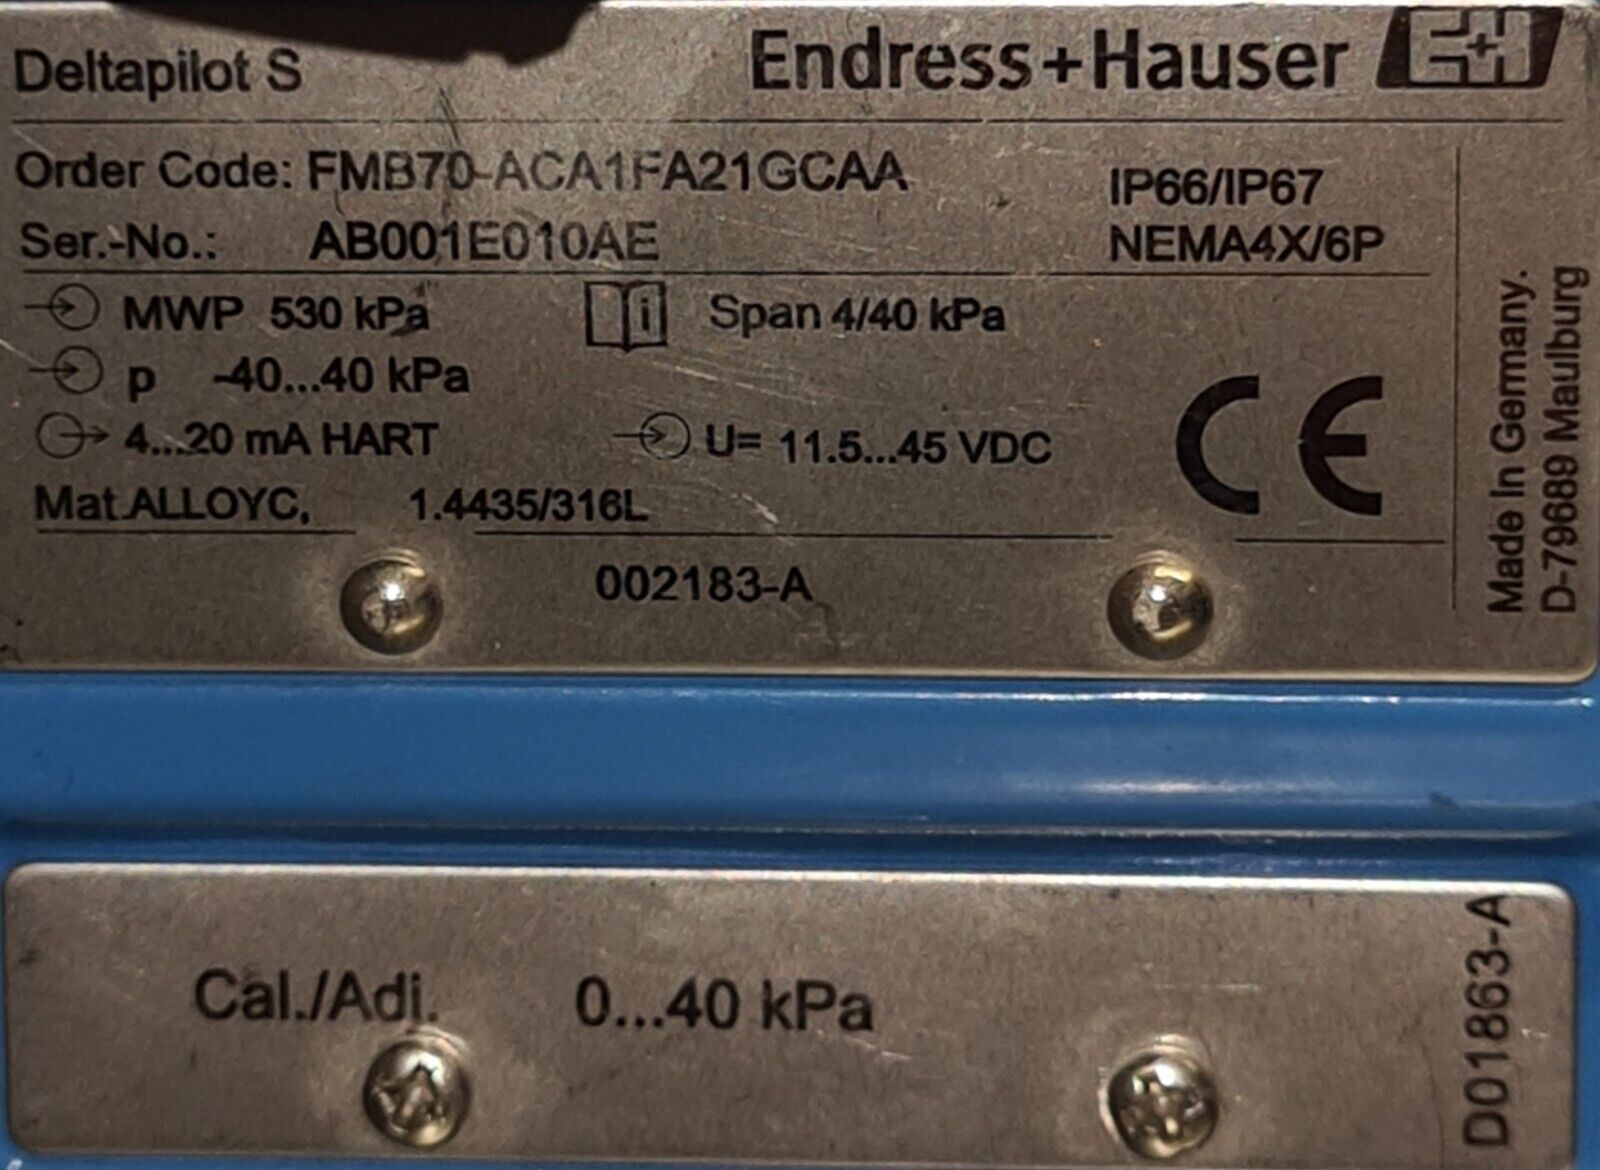 Deltapilot S
Endress+Hauser E+H
Order Code: FMB70-ACA1FA21GCAA
IP66/IP67
Ser.-No.: AB001E010AE
NEMA4X/6P
MWP 530 kPa
i Span 4/40 kPa
p -40...40 kPa
4...20 mA HART
U= 11.5...45 VDC
CE
Mat.ALLOYC, 1.4435/316L
002183-A
Made In Germany.
D-79689 Maulburg
Cal./Adj. 0...40 kPa
D01863-A